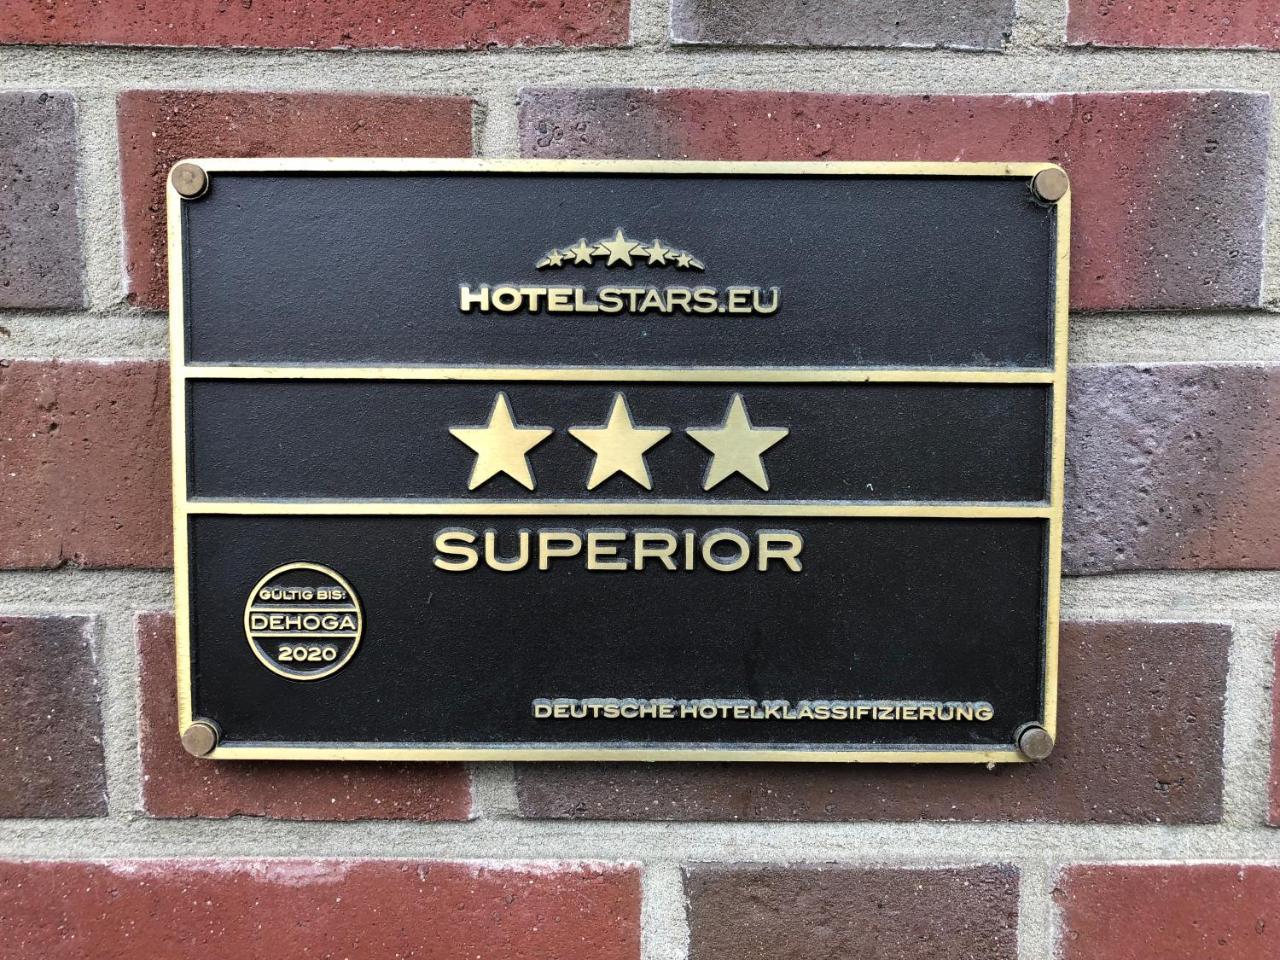 HOTELSTARS.EU
SUPERIOR
GÜLTIG BIS:
DEHOGA
2020
DEUTSCHE HOTELKLASSIFIZIERUNG